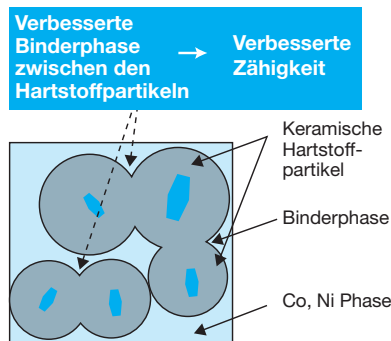 Verbesserte
Binderphase
zwischen den
Hartstoffpartikeln
Verbesserte
Zähigkeit
Keramische
Hartstoff-
partikel
Binderphase
Co, Ni Phase